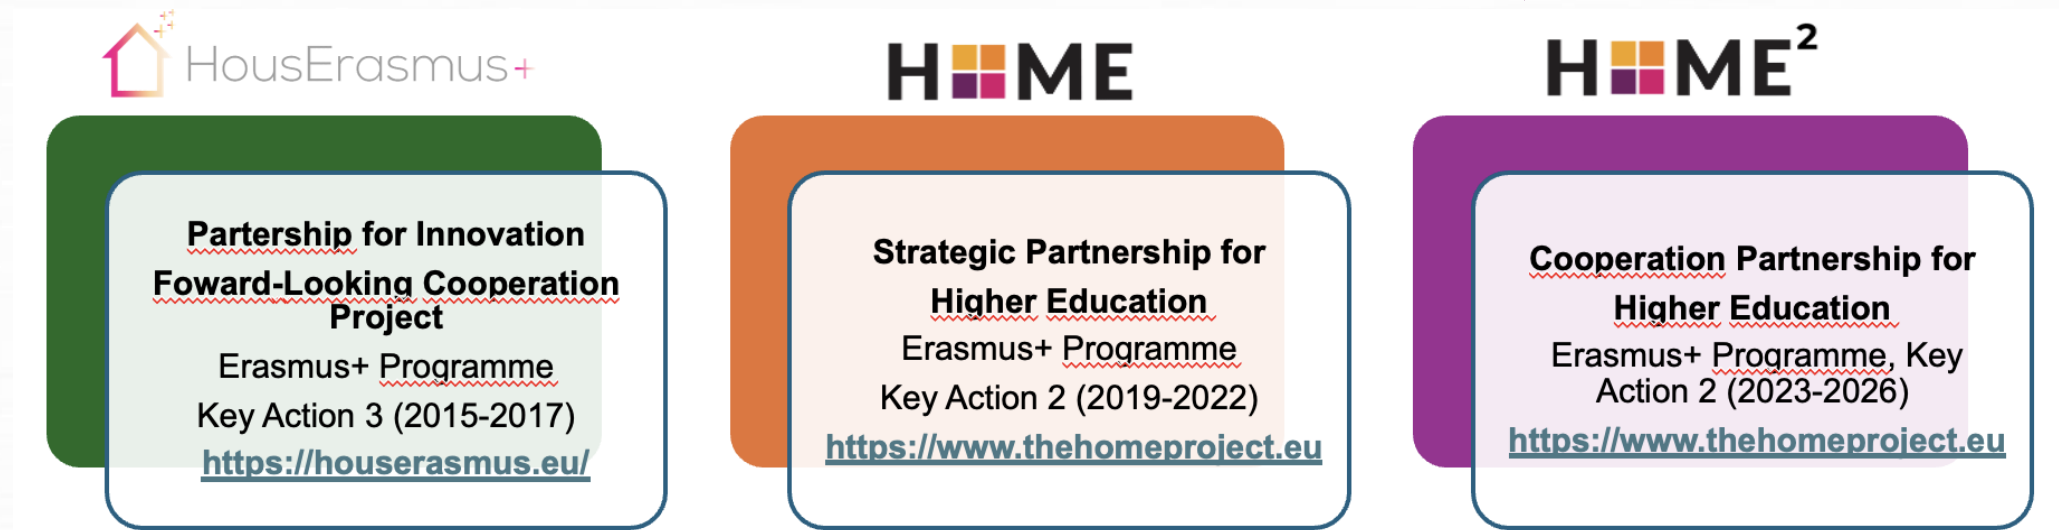 HousErasmus+
Partership for Innovation
Foward-Looking Cooperation
Project
Erasmus+ Programme
Key Action 3 (2015-2017)
https://houserasmus.eu/
HOME
Strategic Partnership for
Higher Education
Erasmus+ Programme
Key Action 2 (2019-2022)
https://www.thehomeproject.eu
HOME²
Cooperation Partnership for
Higher Education
Erasmus+ Programme, Key
Action 2 (2023-2026)
https://www.thehomeproject.eu